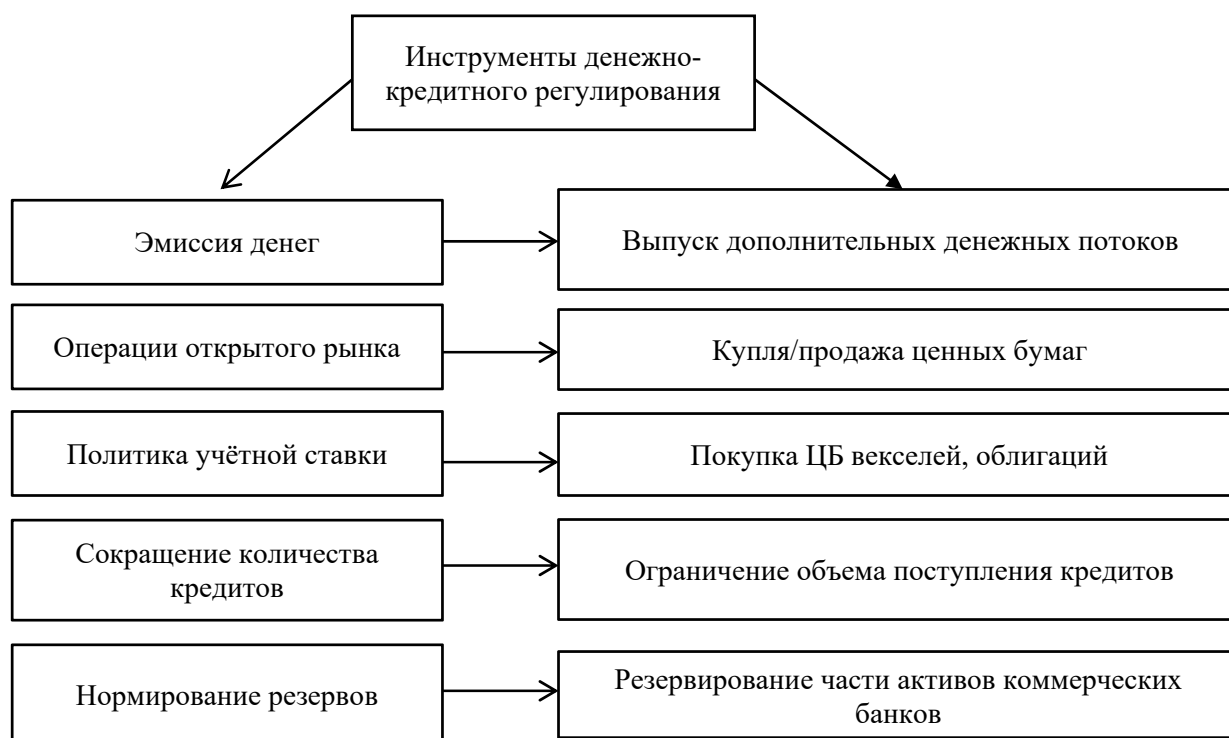 Инструменты денежно-
кредитного регулирования
Эмиссия денег
Выпуск дополнительных денежных потоков
Операции открытого рынка
Купля/продажа ценных бумаг
Политика учётной ставки
Покупка ЦБ векселей, облигаций
Сокращение количества
кредитов
Ограничение объема поступления кредитов
Нормирование резервов
Резервирование части активов коммерческих
банков